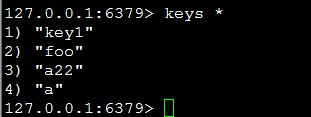 127.0.0.1:6379> keys *
1) "key1"
2) "foo"
3) "a22"
4) "a"
127.0.0.1:6379>